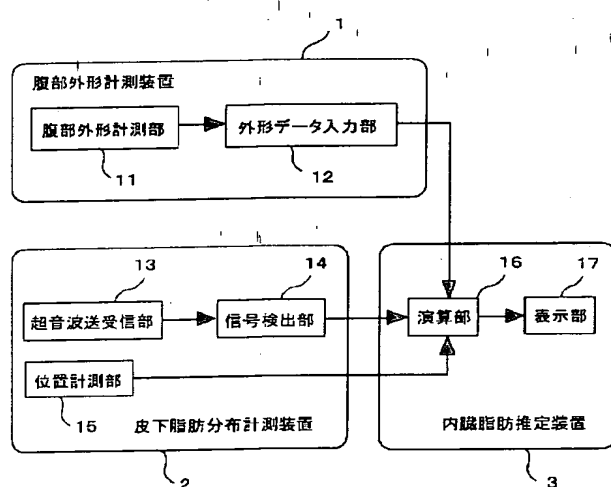 1
腹部外形計測装置
腹部外形計測部
外形データ入力部
11
12
13
14
16
17
超音波送受信部
信号検出部
演算部
表示部
位置計測部
15
皮下脂肪分布計測装置
内臓脂肪推定装置
2
3